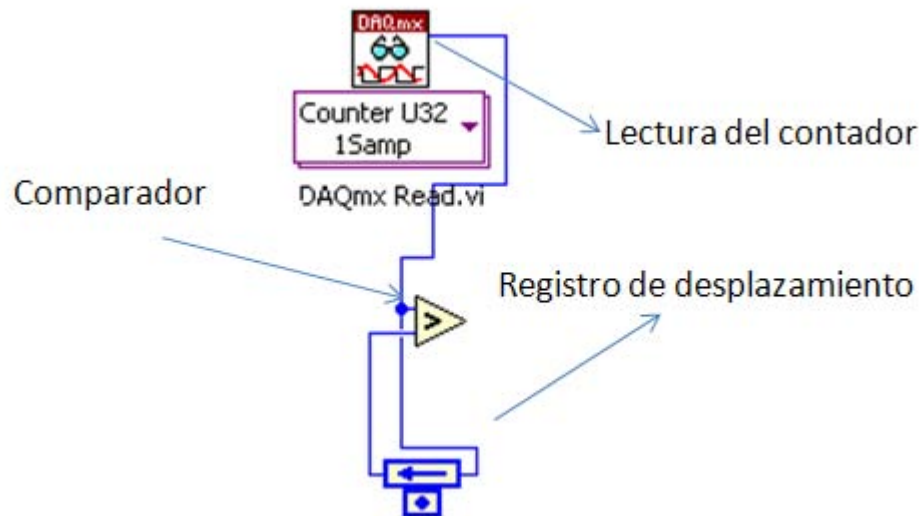 DAQmx
Counter U32
1Samp
Lectura del contador
Comparador
DAQmx Read.vi
Registro de desplazamiento
>